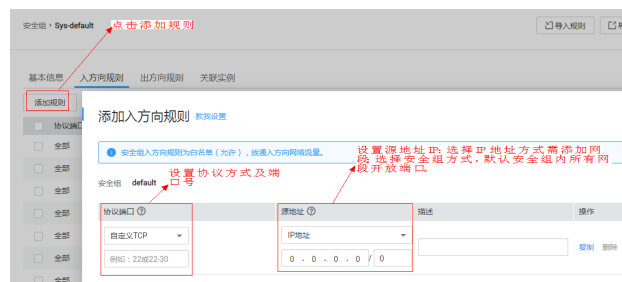 安全组 › Sys-default
点击添加规则
导入规则
基本信息 入方向规则 出方向规则 关联实例
添加规则
添加入方向规则 教我设置
协议端口
全部
安全组入方向规则为白名单（允许），放通入方向网络流量。
设置源地址IP：选择IP地址方式需添加网
段；选择安全组方式，默认安全组内所有网
段开放端口。
全部
安全组 default
设置协议方式及端
口号
全部
全部
协议端口 源地址 描述 操作
全部
自定义TCP IP地址
复制 删除
全部
例如：22或22-30 0 . 0 . 0 . 0 / 0
全部